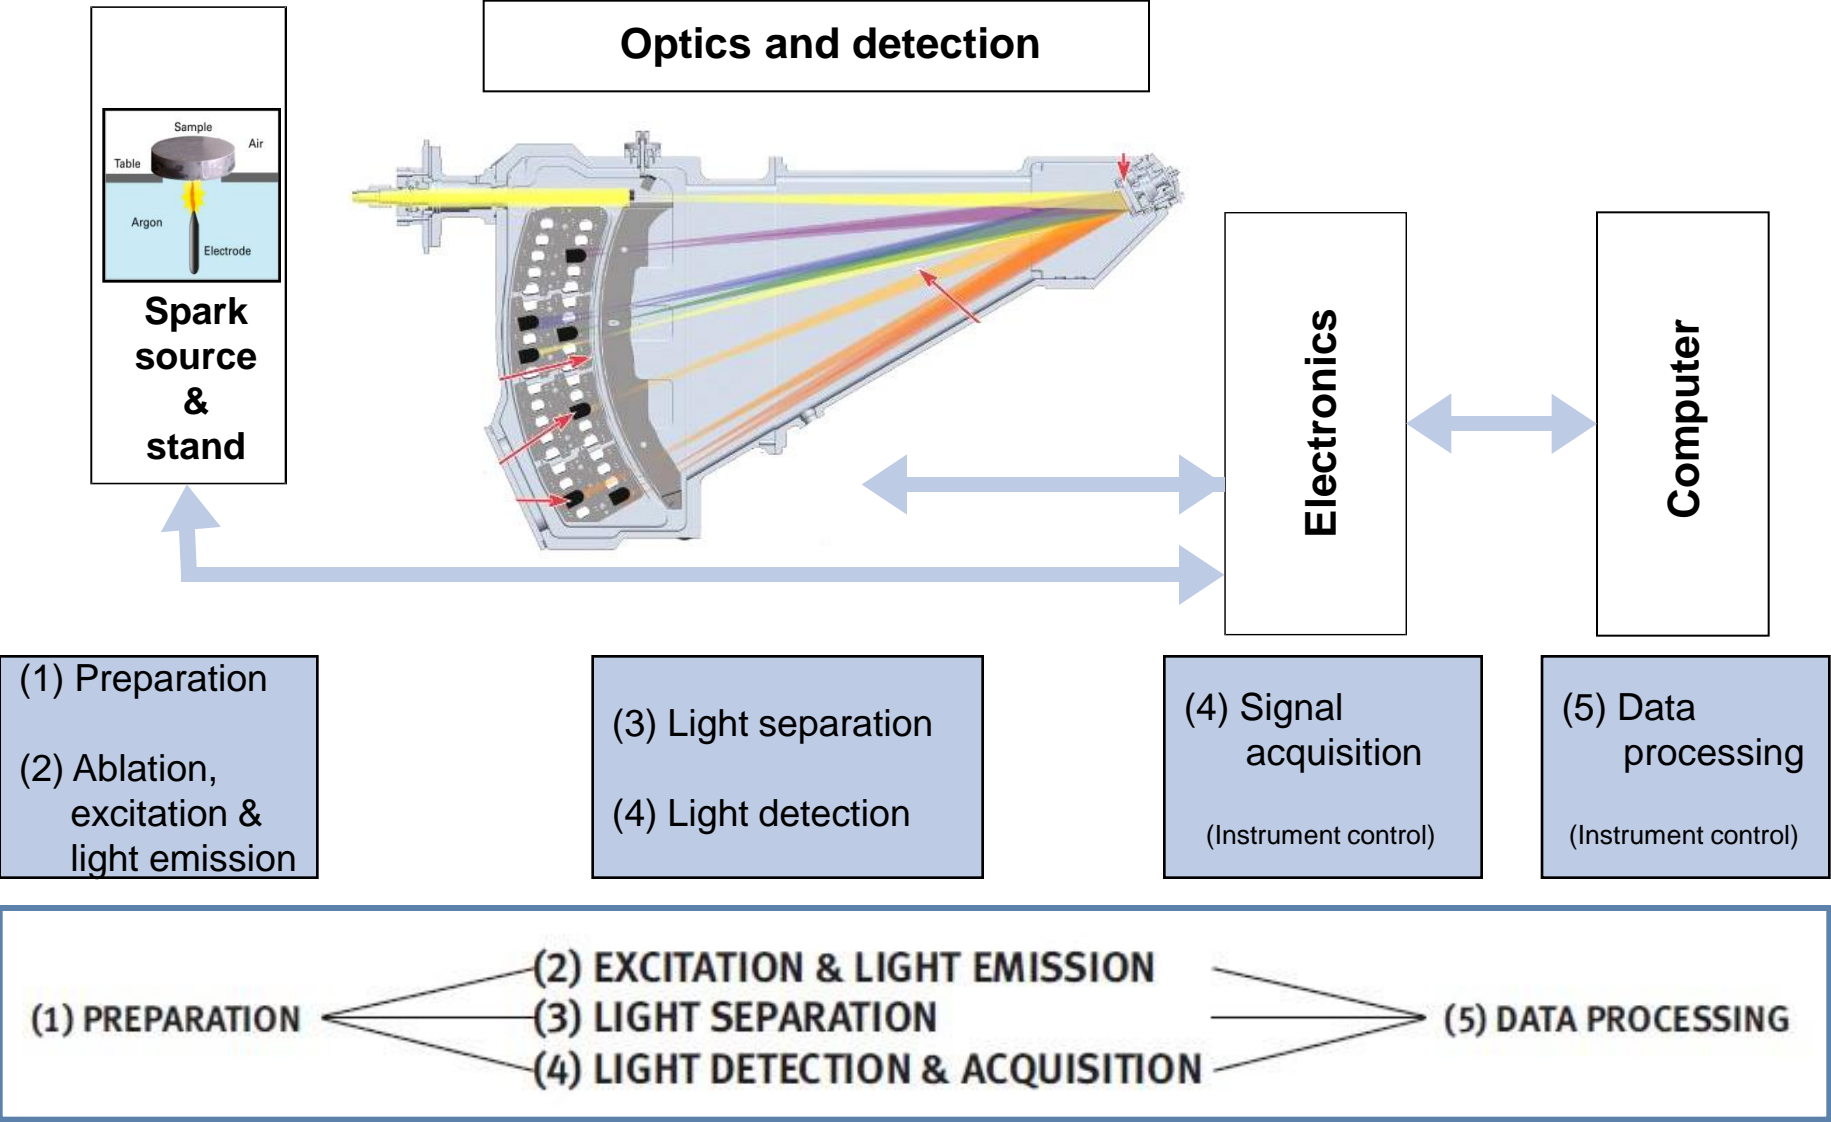 Optics and detection
Sample
Air
Table
Argon
Electrode
Spark
source
&
stand
Electronics
Computer
(1) Preparation
(2) Ablation,
excitation &
light emission
(3) Light separation
(4) Light detection
(4) Signal
acquisition
(Instrument control)
(5) Data
processing
(Instrument control)
(1) PREPARATION
(2) EXCITATION & LIGHT EMISSION
(3) LIGHT SEPARATION
(4) LIGHT DETECTION & ACQUISITION
(5) DATA PROCESSING